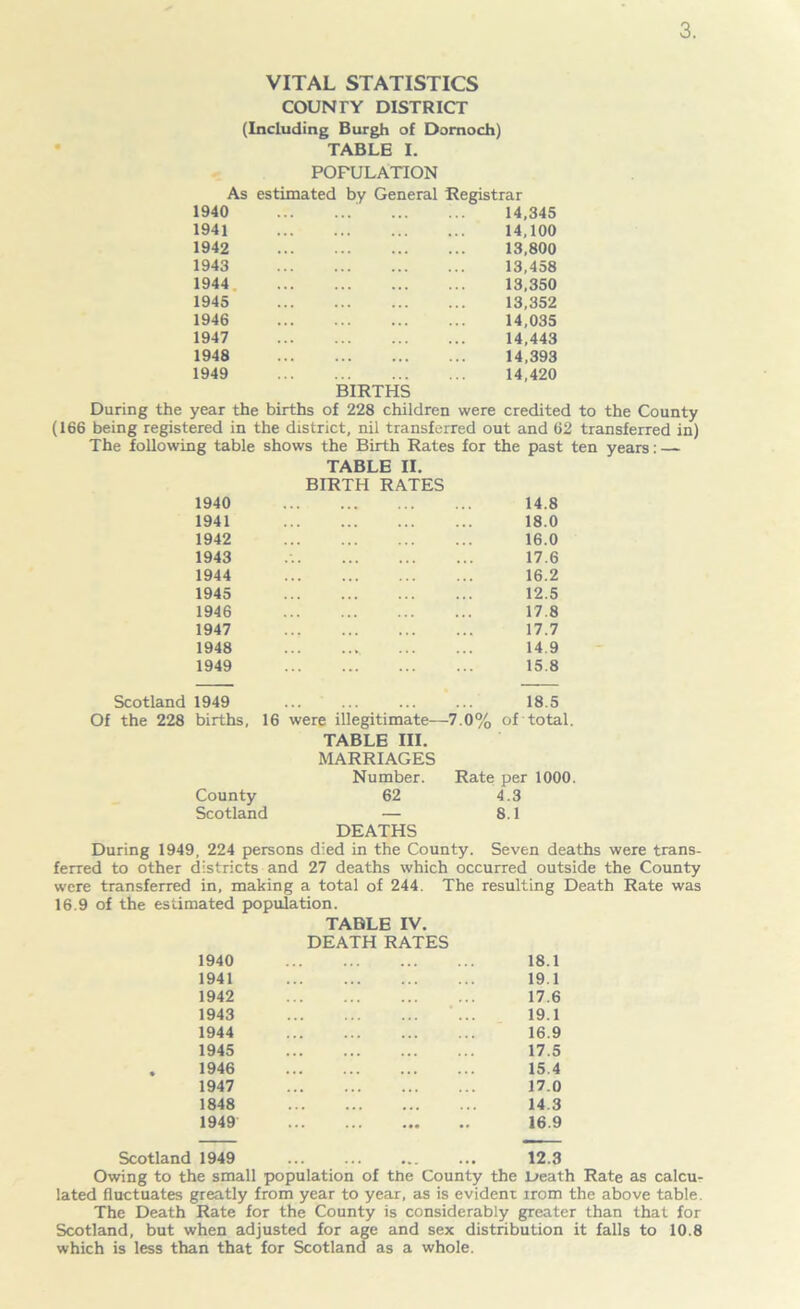 3.
VITAL STATISTICS
COUNTY DISTRICT
(Including Burgh of Dornoch)
TABLE I.
POPULATION
As estimated by General Registrar
1940 ... ... ... ... 14,345
1941 ... ... ... ... 14,100
1942 ... ... ... ... 13,800
1943 ... ... ... ... 13,458
1944 ... ... ... ... 13,350
1945 ... ... ... ... 13,352
1946 ... ... ... ... 14,035
1947 ... ... ... ... 14,443
1948 ... ... ... ... 14,393
1949 ... ... ... ... 14,420
BIRTHS
During the year the births of 228 children were credited to the County
(166 being registered in the district, nil transferred out and 62 transferred in)
The following table shows the Birth Rates for the past ten years: —
TABLE II.
BIRTH RATES
1940 ... ... ... ... 14.8
1941 ... ... ... ... 18.0
1942 ... ... ... ... 16.0
1943 ... ... ... ... 17.6
1944 ... ... ... ... 16.2
1945 ... ... ... ... 12.5
1946 ... ... ... ... 17.8
1947 ... ... ... ... 17.7
1948 ... ... ... ... 14.9
1949 ... ... ... ... 15.8
Scotland 1949 ... ... ... ... 18.5
Of the 228 births, 16 were illegitimate—7.0% of total.
TABLE III.
MARRIAGES
Number. Rate per 1000.
County 62 4.3
Scotland — 8.1
DEATHS
During 1949, 224 persons died in the County. Seven deaths were trans-
ferred to other districts and 27 deaths which occurred outside the County
were transferred in, making a total of 244. The resulting Death Rate was
16.9 of the estimated population.
TABLE IV.
DEATH RATES
1940 ... ... ... ... 18.1
1941 ... ... ... ... 19.1
1942 ... ... ... ... 17.6
1943 ... ... ... ... 19.1
1944 ... ... ... ... 16.9
1945 ... ... ... ... 17.5
1946 ... ... ... ... 15.4
1947 ... ... ... ... 17.0
1848 ... ... ... ... 14.3
1949 ... ... ... .. 16.9
Scotland 1949 ... ... ... ... 12.3
Owing to the small population of the County the Death Rate as calcu-
lated fluctuates greatly from year to year, as is evident from the above table.
The Death Rate for the County is considerably greater than that for
Scotland, but when adjusted for age and sex distribution it falls to 10.8
which is less than that for Scotland as a whole.